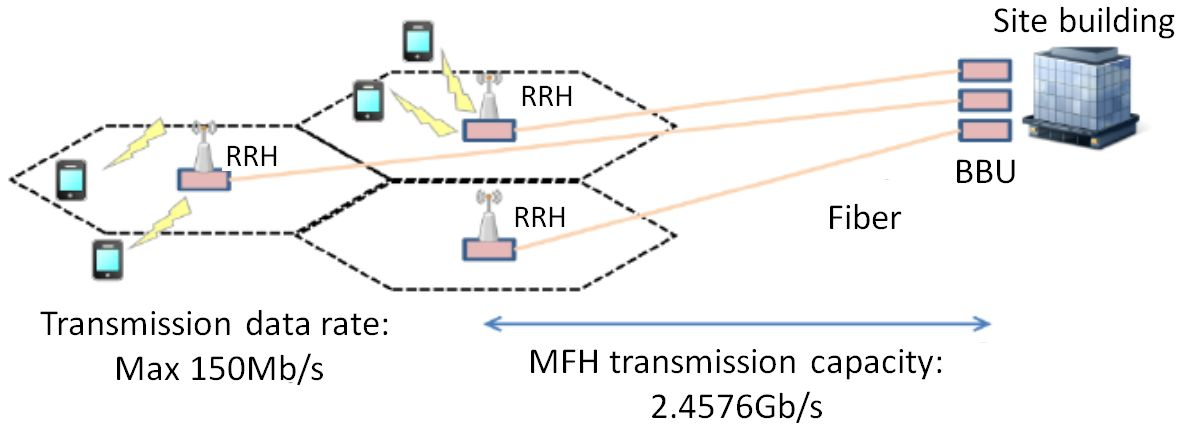 Site building
RRH
RRH
BBU
RRH
Fiber
Transmission data rate:
Max 150Mb/s
MFH transmission capacity:
2.4576Gb/s